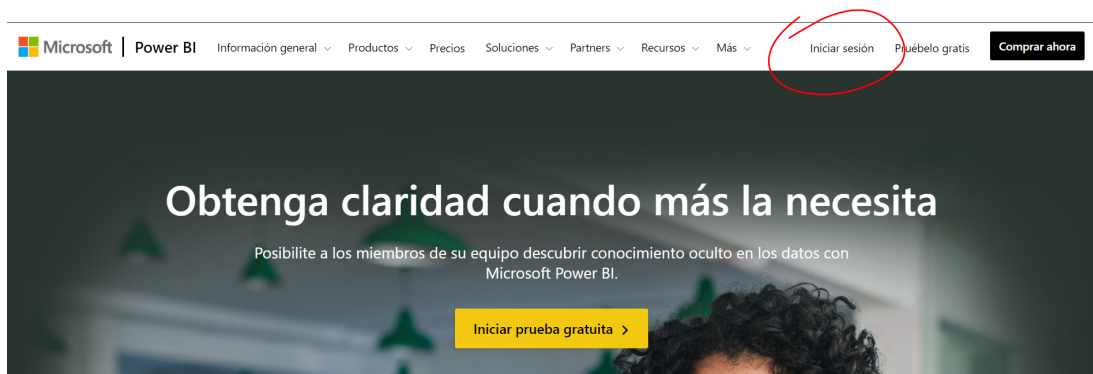 Microsoft | Power BI Información general Productos Precios Soluciones Partners Recursos Más Iniciar sesión Pruébelo gratis Comprar ahora
Obtenga claridad cuando más la necesita
Posibilite a los miembros de su equipo descubrir conocimiento oculto en los datos con
Microsoft Power BI.
Iniciar prueba gratuita >